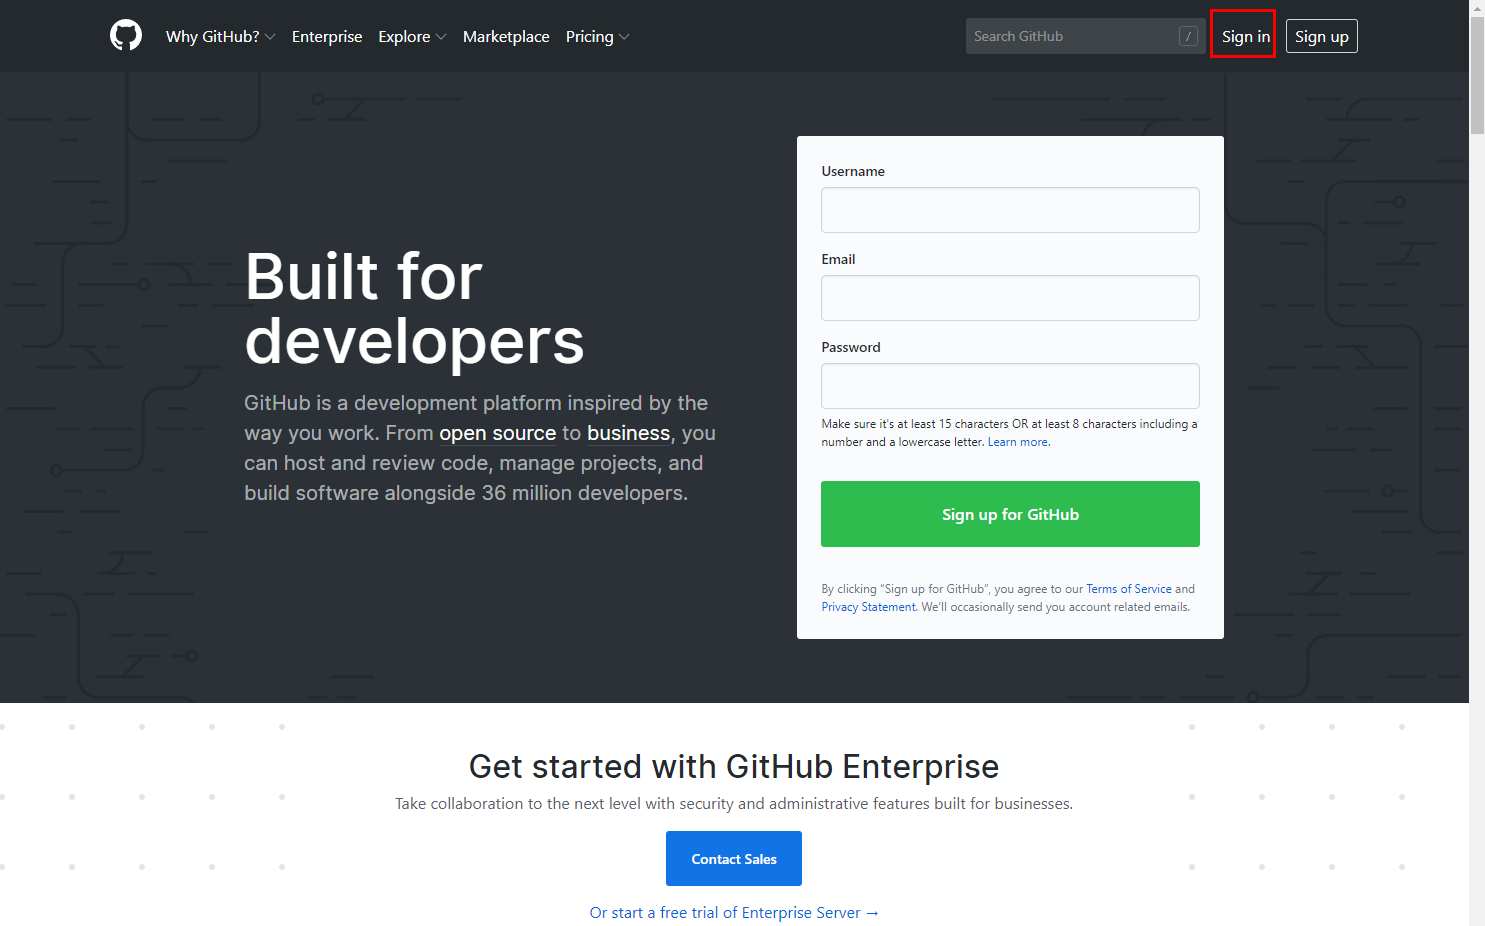 Why GitHub? Enterprise Explore Marketplace Pricing Search GitHub / Sign in Sign up
Built for
developers
GitHub is a development platform inspired by the
way you work. From open source to business, you
can host and review code, manage projects, and
build software alongside 36 million developers.
Username
Email
Password
Make sure it's at least 15 characters OR at least 8 characters including a
number and a lowercase letter. Learn more.
Sign up for GitHub
By clicking “Sign up for GitHub”, you agree to our Terms of Service and
Privacy Statement. We’ll occasionally send you account related emails.
Get started with GitHub Enterprise
Take collaboration to the next level with security and administrative features built for businesses.
Contact Sales
Or start a free trial of Enterprise Server →